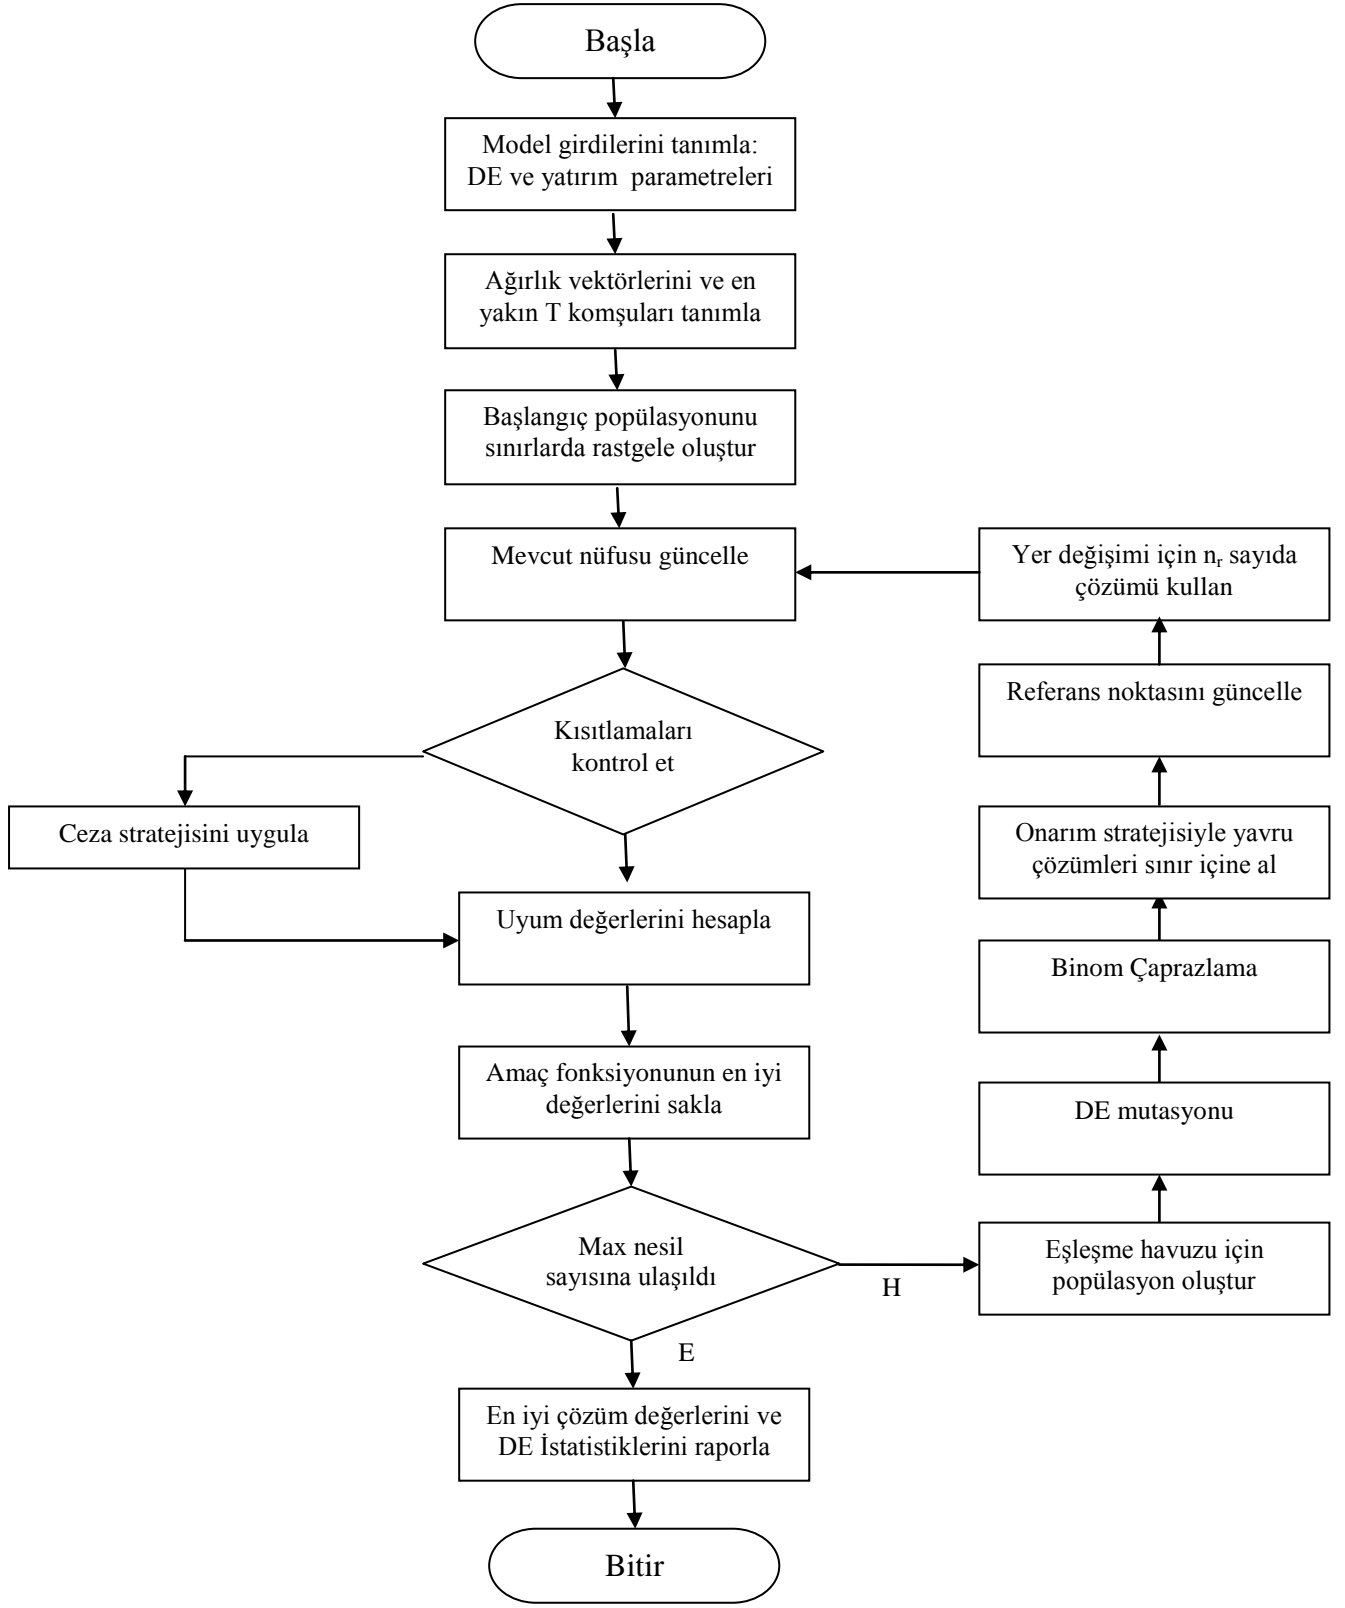 Başla
Model girdilerini tanımla:
DE ve yatırım parametreleri
Ağırlık vektörlerini ve en
yakın T komşuları tanımla
Başlangıç popülasyonunu
sınırlarda rastgele oluştur
Mevcut nüfusu güncelle
Kısıtlamaları
kontrol et
Ceza stratejisini uygula
Uyum değerlerini hesapla
Amaç fonksiyonunun en iyi
değerlerini sakla
Max nesil
sayısına ulaşıldı
H
E
En iyi çözüm değerlerini ve
DE İstatistiklerini raporla
Bitir
Eşleşme havuzu için
popülasyon oluştur
DE mutasyonu
Binom Çaprazlama
Onarım stratejisiyle yavru
çözümleri sınır içine al
Referans noktasını güncelle
Yer değişimi için nᵣ sayıda
çözümü kullan